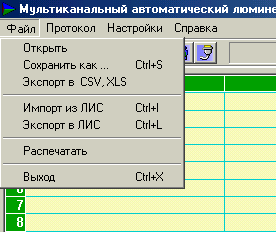 Мультиканальный автоматический люмине
Файл Протокол Настройки Справка
Открыть
Сохранить как ... Ctrl+S
Экспорт в CSV, XLS
Импорт из ЛИС Ctrl+I
Экспорт в ЛИС Ctrl+L
Распечатать
Выход Ctrl+X
7
8